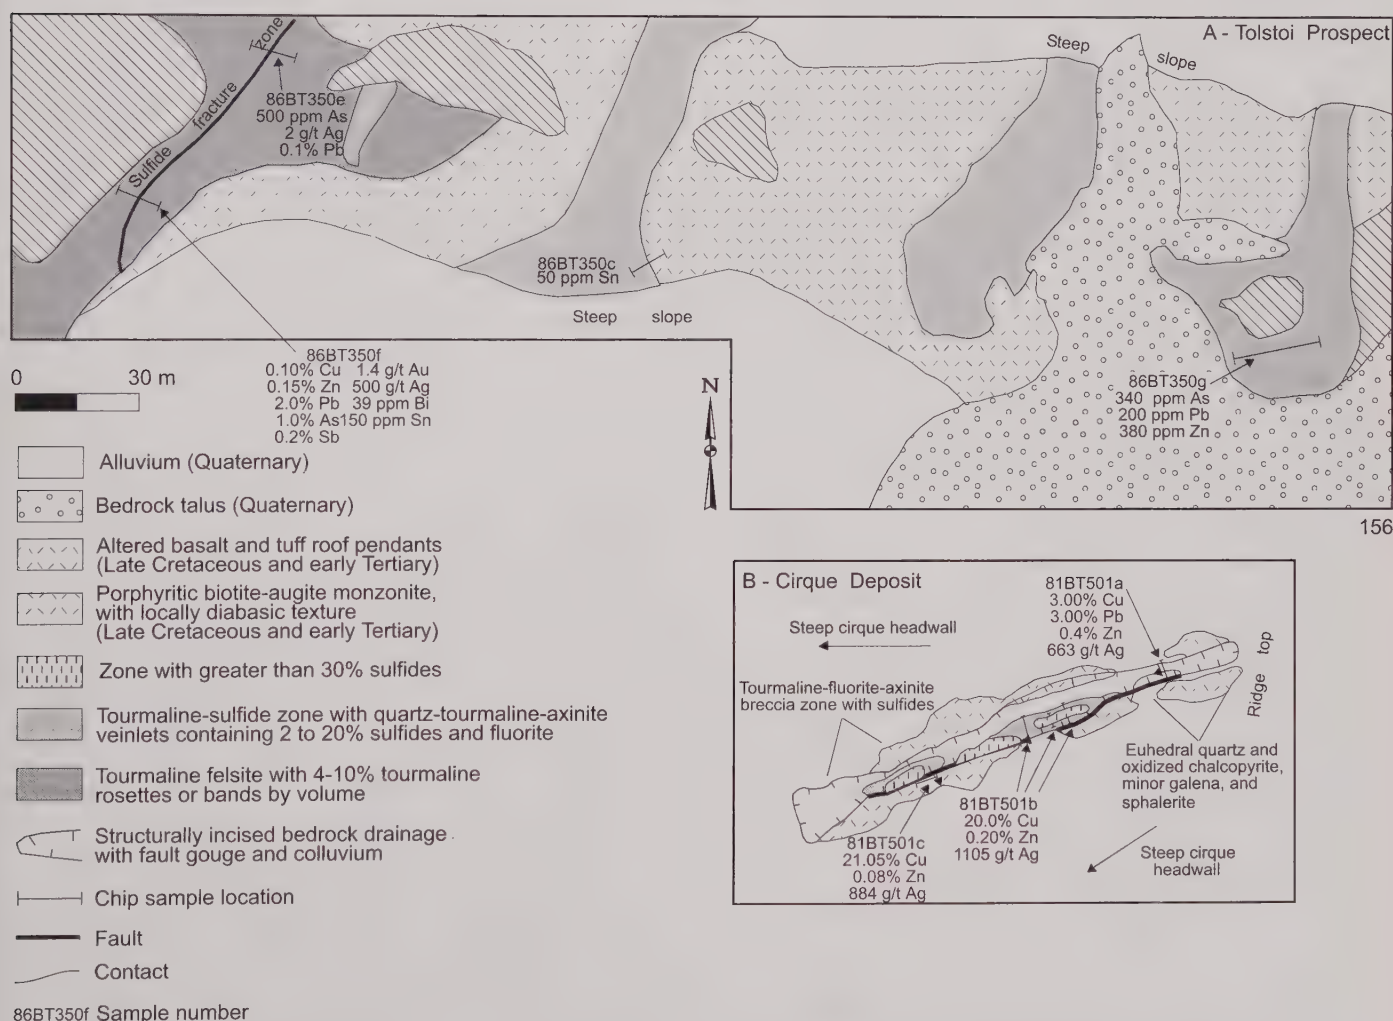 A - Tolstoi Prospect
Steep slope
Sulfide fracture zone
86BT350e
500 ppm As
2 g/t Ag
0.1% Pb
86BT350c
50 ppm Sn
Steep slope
86BT350f
0.10% Cu 1.4 g/t Au
0.15% Zn 500 g/t Ag
2.0% Pb 39 ppm Bi
1.0% As150 ppm Sn
0.2% Sb
86BT350g
340 ppm As
200 ppm Pb
380 ppm Zn
0 30 m
N
156
Alluvium (Quaternary)
Bedrock talus (Quaternary)
Altered basalt and tuff roof pendants
(Late Cretaceous and early Tertiary)
Porphyritic biotite-augite monzonite,
with locally diabasic texture
(Late Cretaceous and early Tertiary)
Zone with greater than 30% sulfides
Tourmaline-sulfide zone with quartz-tourmaline-axinite
veinlets containing 2 to 20% sulfides and fluorite
Tourmaline felsite with 4-10% tourmaline
rosettes or bands by volume
Structurally incised bedrock drainage
with fault gouge and colluvium
Chip sample location
Fault
Contact
86BT350f Sample number
B - Cirque Deposit
Steep cirque headwall
81BT501a
3.00% Cu
3.00% Pb
0.4% Zn
663 g/t Ag
Ridge top
Tourmaline-fluorite-axinite
breccia zone with sulfides
Euhedral quartz and
oxidized chalcopyrite,
minor galena, and
sphalerite
81BT501b
20.0% Cu
0.20% Zn
1105 g/t Ag
81BT501c
21.05% Cu
0.08% Zn
884 g/t Ag
Steep cirque
headwall